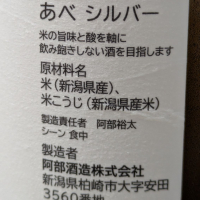 あべ シルバー
米の旨味と酸を軸に
飲み飽きしない酒を目指します
原材料名
米（新潟県産）、
米こうじ（新潟県産米）
製造責任者　阿部裕太
シーン 食中
製造者
阿部酒造株式会社
新潟県柏崎市大字安田
3560番地